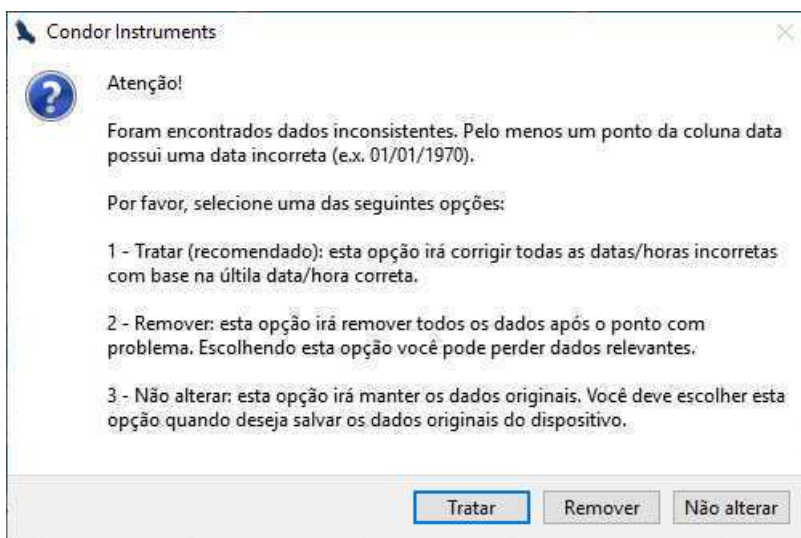 Condor Instruments
Atenção!
Foram encontrados dados inconsistentes. Pelo menos um ponto da coluna data
possui uma data incorreta (e.x. 01/01/1970).
Por favor, selecione uma das seguintes opções:
1 - Tratar (recomendado): esta opção irá corrigir todas as datas/horas incorretas
com base na últila data/hora correta.
2 - Remover: esta opção irá remover todos os dados após o ponto com
problema. Escolhendo esta opção você pode perder dados relevantes.
3 - Não alterar: esta opção irá manter os dados originais. Você deve escolher esta
opção quando deseja salvar os dados originais do dispositivo.
Tratar Remover Não alterar